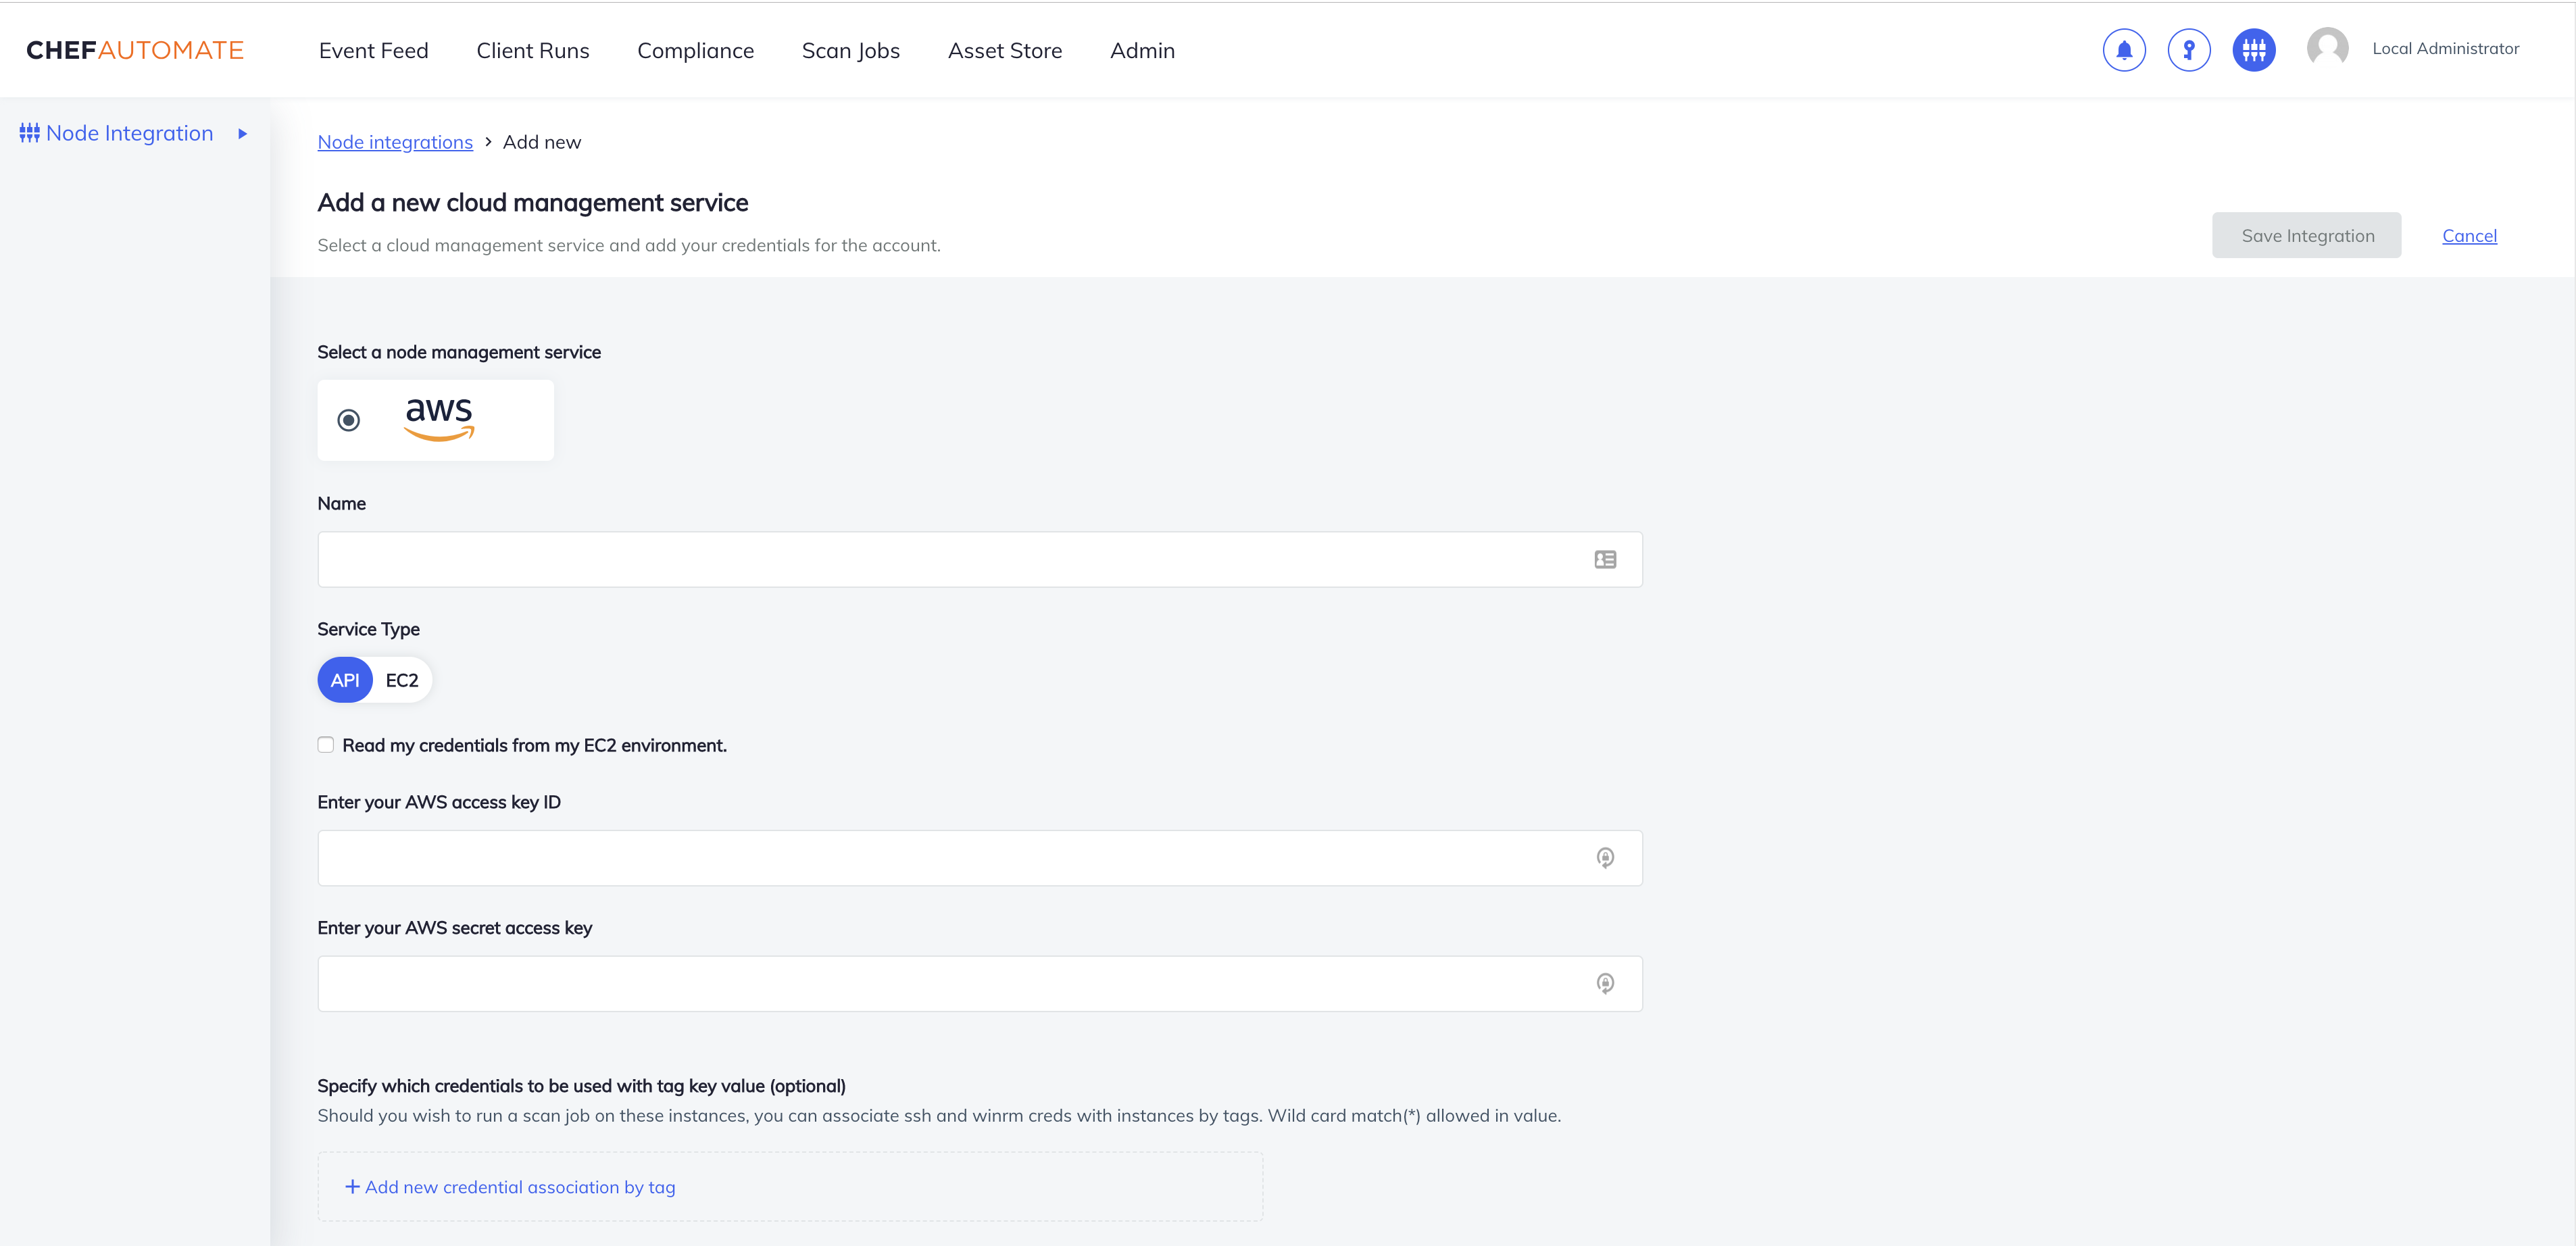 CHEFAUTOMATE
Event Feed
Client Runs
Compliance
Scan Jobs
Asset Store
Admin
Local Administrator
Node Integration
Node integrations > Add new
Add a new cloud management service
Select a cloud management service and add your credentials for the account.
Save Integration
Cancel
Select a node management service
aws
Name
Service Type
API EC2
Read my credentials from my EC2 environment.
Enter your AWS access key ID
Enter your AWS secret access key
Specify which credentials to be used with tag key value (optional)
Should you wish to run a scan job on these instances, you can associate ssh and winrm creds with instances by tags. Wild card match(*) allowed in value.
+ Add new credential association by tag